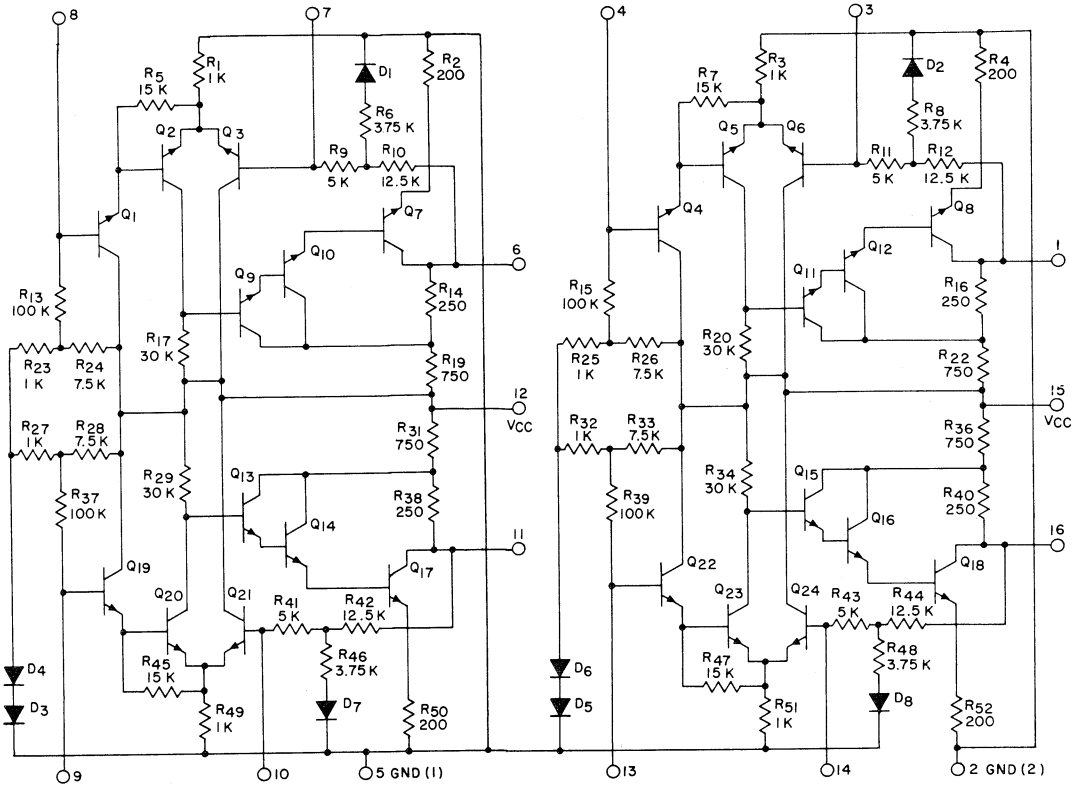 8
7
4
3
R1
1K
R5
15K
D1
R2
200
R6
3.75K
Q2
Q3
R9
5K
R10
12.5K
Q1
Q7
Q10
Q9
6
R13
100K
R14
250
R23
1K
R24
7.5K
R17
30K
R19
750
12
VCC
R27
1K
R28
7.5K
R31
750
R29
30K
Q13
R38
250
R37
100K
Q14
11
Q19
Q17
Q20
Q21
R41
5K
R42
12.5K
R45
15K
R46
3.75K
D4
D3
D7
R49
1K
R50
200
9
10
5 GND (1)
R3
1K
R7
15K
D2
R4
200
R8
3.75K
Q5
Q6
R11
5K
R12
12.5K
Q4
Q8
Q12
Q11
1
R15
100K
R16
250
R25
1K
R26
7.5K
R20
30K
R22
750
15
VCC
R32
1K
R33
7.5K
R36
750
R34
30K
Q15
R40
250
R39
100K
Q16
16
Q22
Q18
Q23
Q24
R43
5K
R44
12.5K
R47
15K
R48
3.75K
D6
D5
D8
R51
1K
R52
200
13
14
2 GND (2)